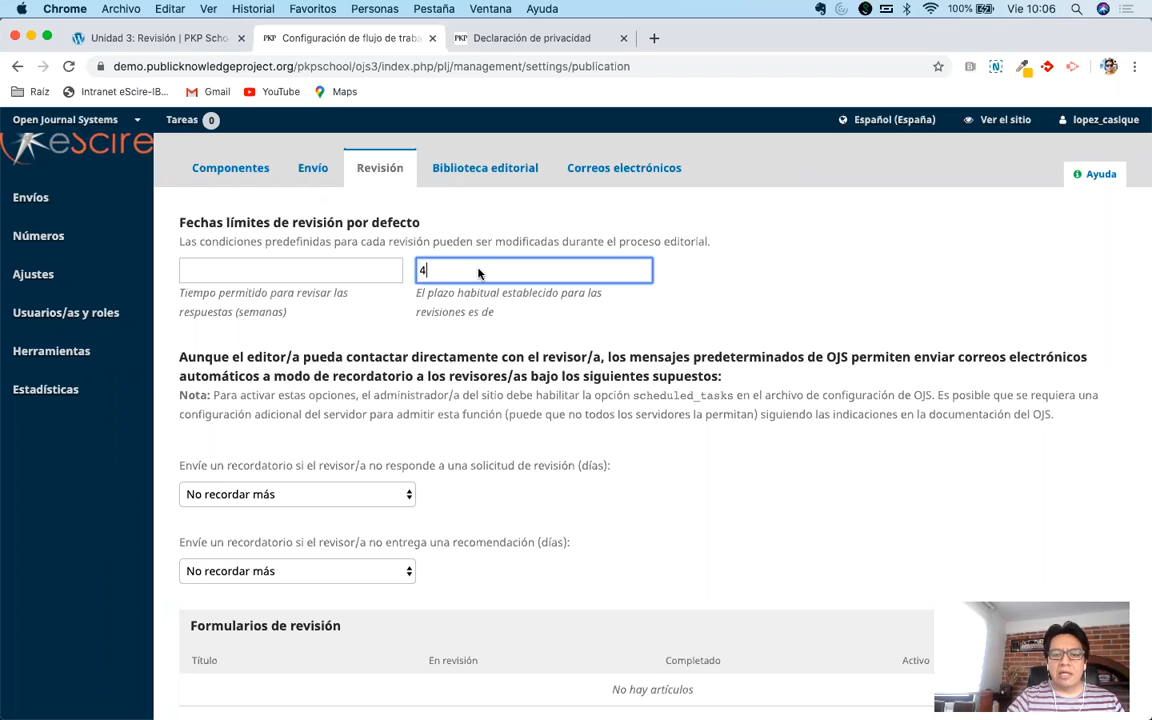 Chrome Archivo Editar Ver Historial Favoritos Personas Pestaña Ventana Ayuda 100% Vie 10:06
Unidad 3: Revisión | PKP Scho
Configuración de flujo de traba
Declaración de privacidad
demo.publicknowledgeproject.org/pkpschool/ojs3/index.php/plj/management/settings/publication
Raíz Intranet eScire-IB... Gmail YouTube Maps
Open Journal Systems Tareas 0 Español (España) Ver el sitio lopez_casique
eScire
Envíos
Números
Ajustes
Usuarios/as y roles
Herramientas
Estadísticas
Componentes Envío Revisión Biblioteca editorial Correos electrónicos
Ayuda
Fechas límites de revisión por defecto
Las condiciones predefinidas para cada revisión pueden ser modificadas durante el proceso editorial.
4
Tiempo permitido para revisar las
respuestas (semanas)
El plazo habitual establecido para las
revisiones es de
Aunque el editor/a pueda contactar directamente con el revisor/a, los mensajes predeterminados de OJS permiten enviar correos electrónicos
automáticos a modo de recordatorio a los revisores/as bajo los siguientes supuestos:
Nota: Para activar estas opciones, el administrador/a del sitio debe habilitar la opción scheduled_tasks en el archivo de configuración de OJS. Es posible que se requiera una
configuración adicional del servidor para admitir esta función (puede que no todos los servidores la permitan) siguiendo las indicaciones en la documentación del OJS.
Envíe un recordatorio si el revisor/a no responde a una solicitud de revisión (días):
No recordar más
Envíe un recordatorio si el revisor/a no entrega una recomendación (días):
No recordar más
Formularios de revisión
Título En revisión Completado Activo
No hay artículos